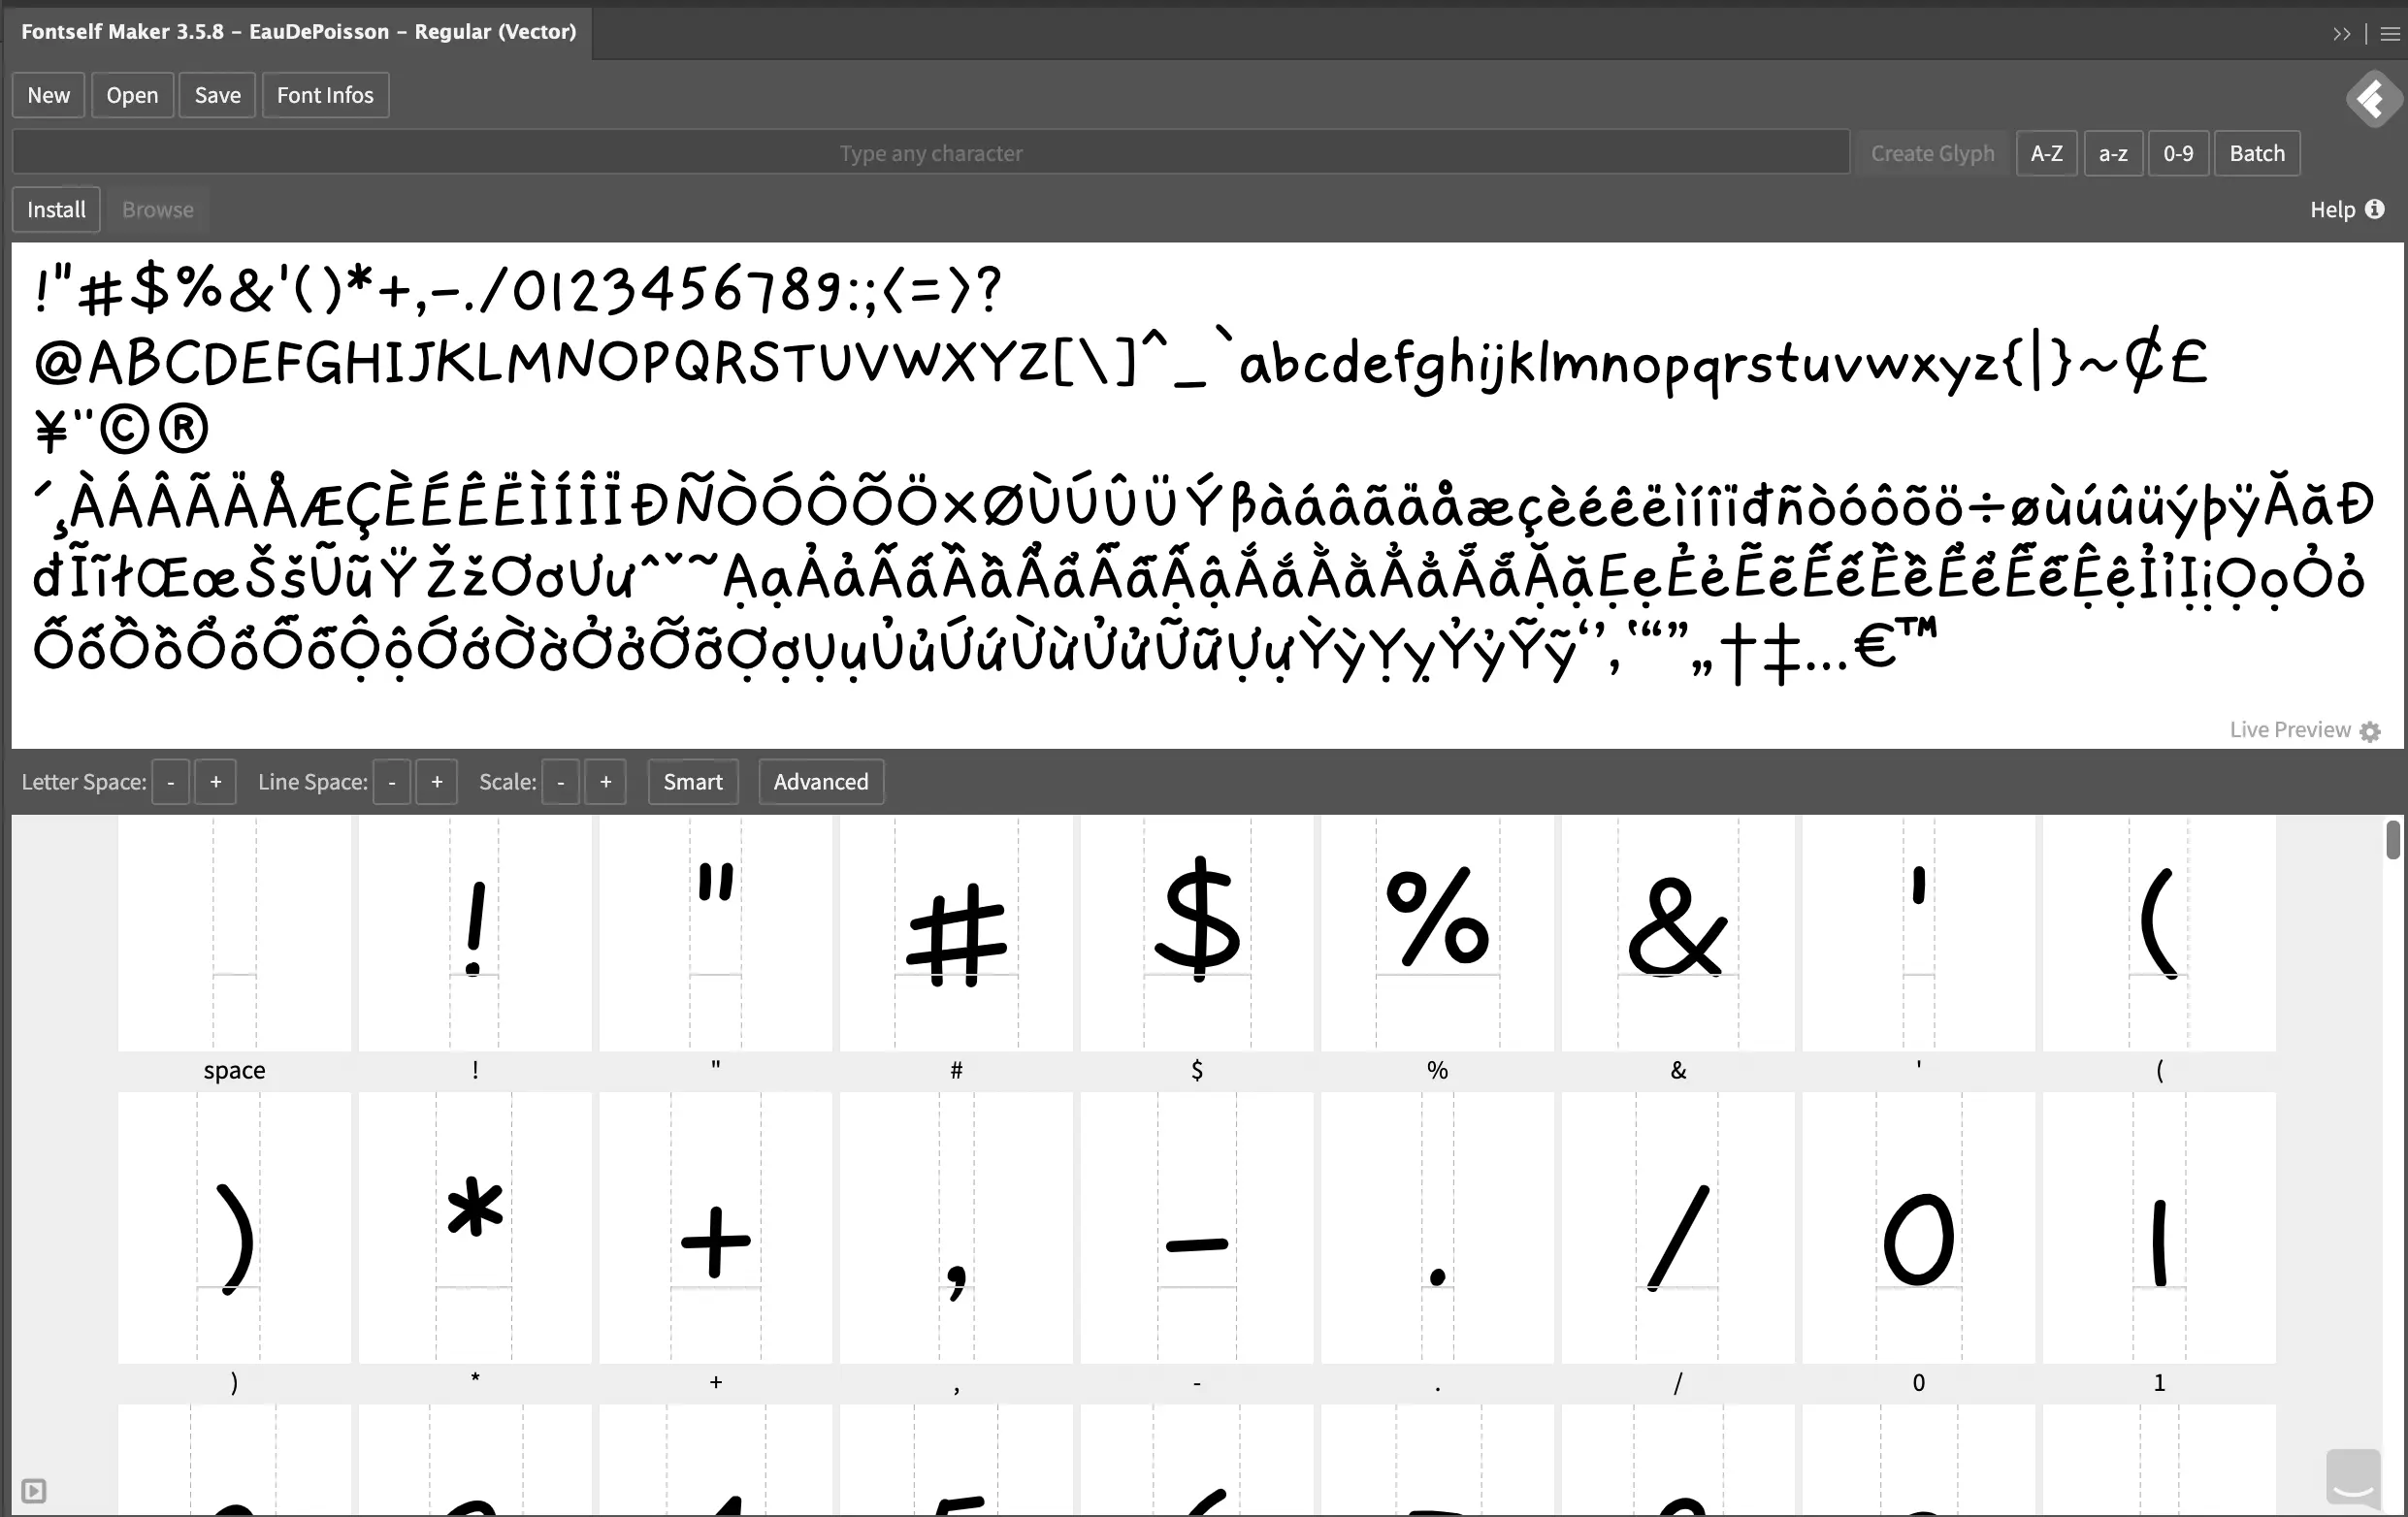 Fontself Maker 3.5.8 – EauDePoisson – Regular (Vector)
New Open Save Font Infos
Type any character Create Glyph A-Z a-z 0-9 Batch
Install Browse Help
!"#$%&'()*+,-./0123456789:;<=>?
@ABCDEFGHIJKLMNOPQRSTUVWXYZ[\]^_`abcdefghijklmnopqrstuvwxyz{|}~¢£
¥¨©®
´¸ÀÁÂÃÄÅÆÇÈÉÊËÌÍÎÏÐÑÒÓÔÕÖ×ØÙÚÛÜÝßàáâãäåæçèéêëìíîïđñòóôõö÷øùúûüýþÿĂăĐ
đĨĩłŒœŠšŨũŸŽžƠơƯưˆˇ˜ẠạẢảẤấẦầẨẩẪẫẬậẮắẰằẲẳẴẵẶặẸẹẺẻẼẽẾếỀềỂểỄễỆệỈỉỊịỌọỎỏ
ỐốỒồỔổỖỗỘộỚớỜờỞởỠỡỢợỤụỦủỨứỪừỬửỮữỰựỲỳỴỵỶỷỸỹ‘’‚‛“”„†‡…€™
Live Preview
Letter Space: - + Line Space: - + Scale: - + Smart Advanced
! " # $ % & ' (
space ! " # $ % & ' (
) * + , - . / 0 1
) * + , - . / 0 1